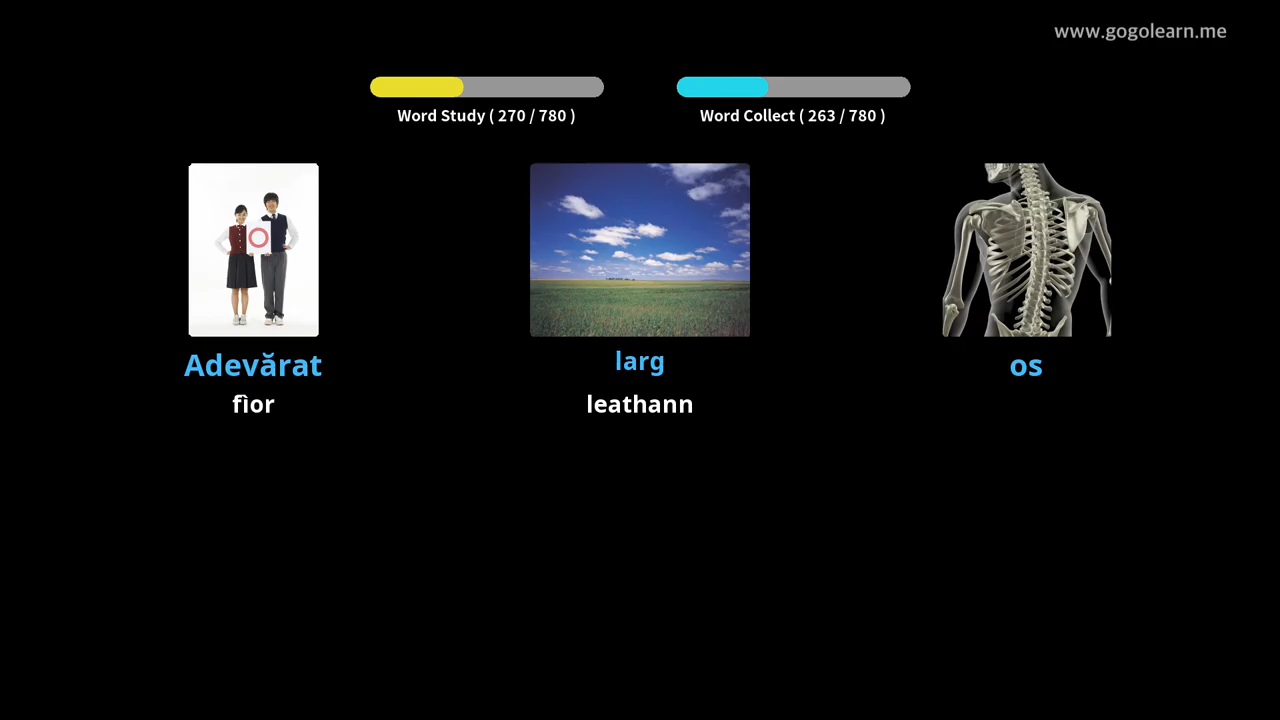 www.gogolearn.me
Word Study ( 270 / 780 )
Word Collect ( 263 / 780 )
Adevărat
larg
os
fìor
leathann